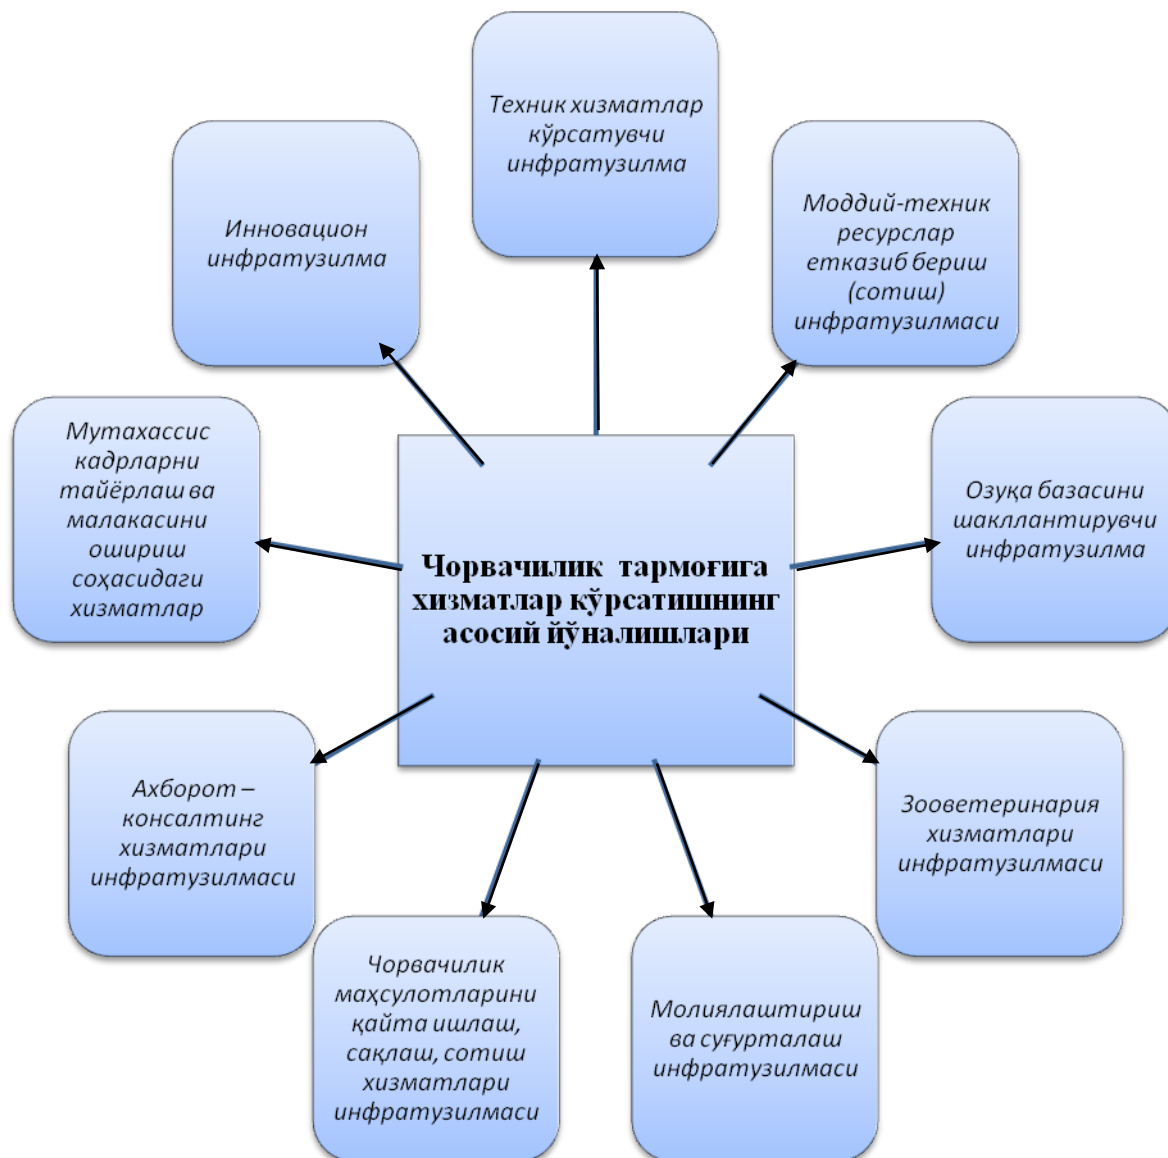 Техник хизматлар
кўрсатувчи
инфратузилма
Инновацион
инфратузилма
Моддий-техник
ресурслар
етказиб бериш
(сотиш)
инфратузилмаси
Мутахассис
кадрларни
тайёрлаш ва
малакасини
ошириш
соҳасидаги
хизматлар
Озуқа базасини
шакллантирувчи
инфратузилма
Чорвачилик тармоғига
хизматлар кўрсатишнинг
асосий йўналишлари
Ахборот –
консалтинг
хизматлари
инфратузилмаси
Зооветеринария
хизматлари
инфратузилмаси
Чорвачилик
маҳсулотларини
қайта ишлаш,
сақлаш, сотиш
хизматлари
инфратузилмаси
Молиялаштириш
ва суғурталаш
инфратузилмаси